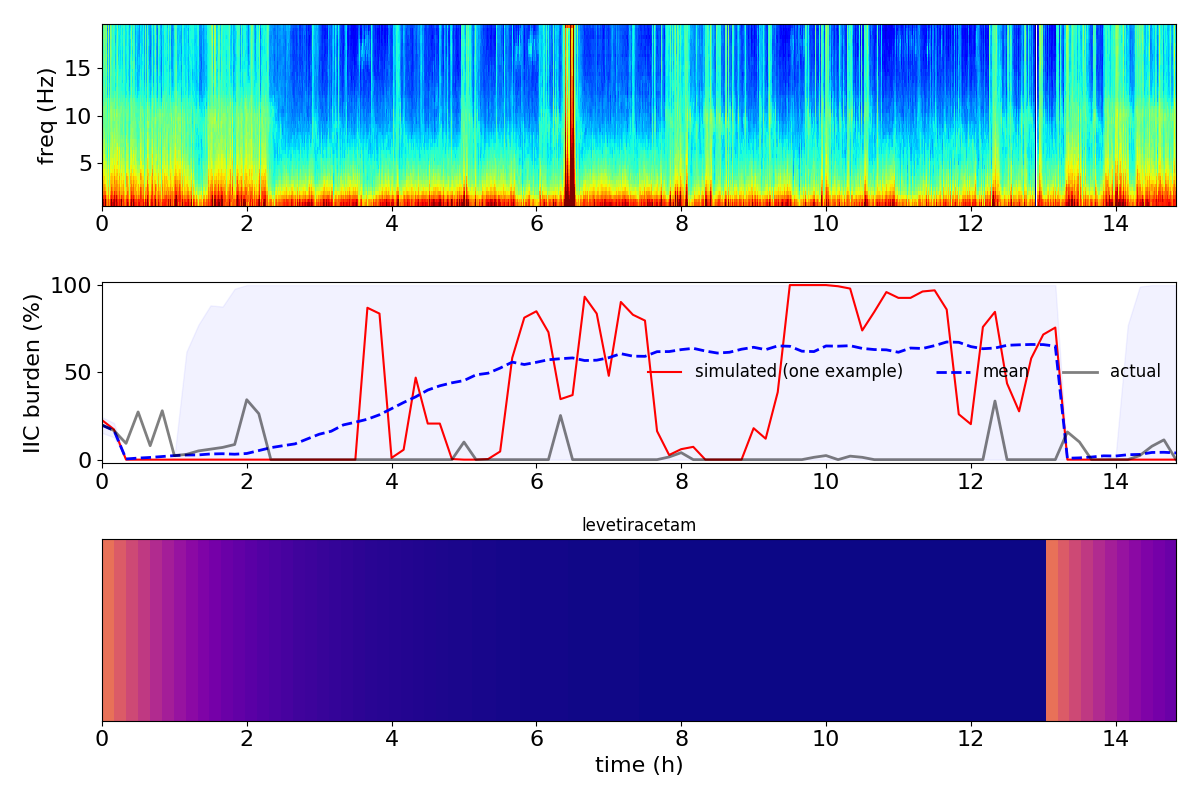 freq (Hz)
15
10
5
0 2 4 6 8 10 12 14
IIC burden (%)
100
50
0
simulated (one example) mean actual
0 2 4 6 8 10 12 14
levetiracetam
0 2 4 6 8 10 12 14
time (h)